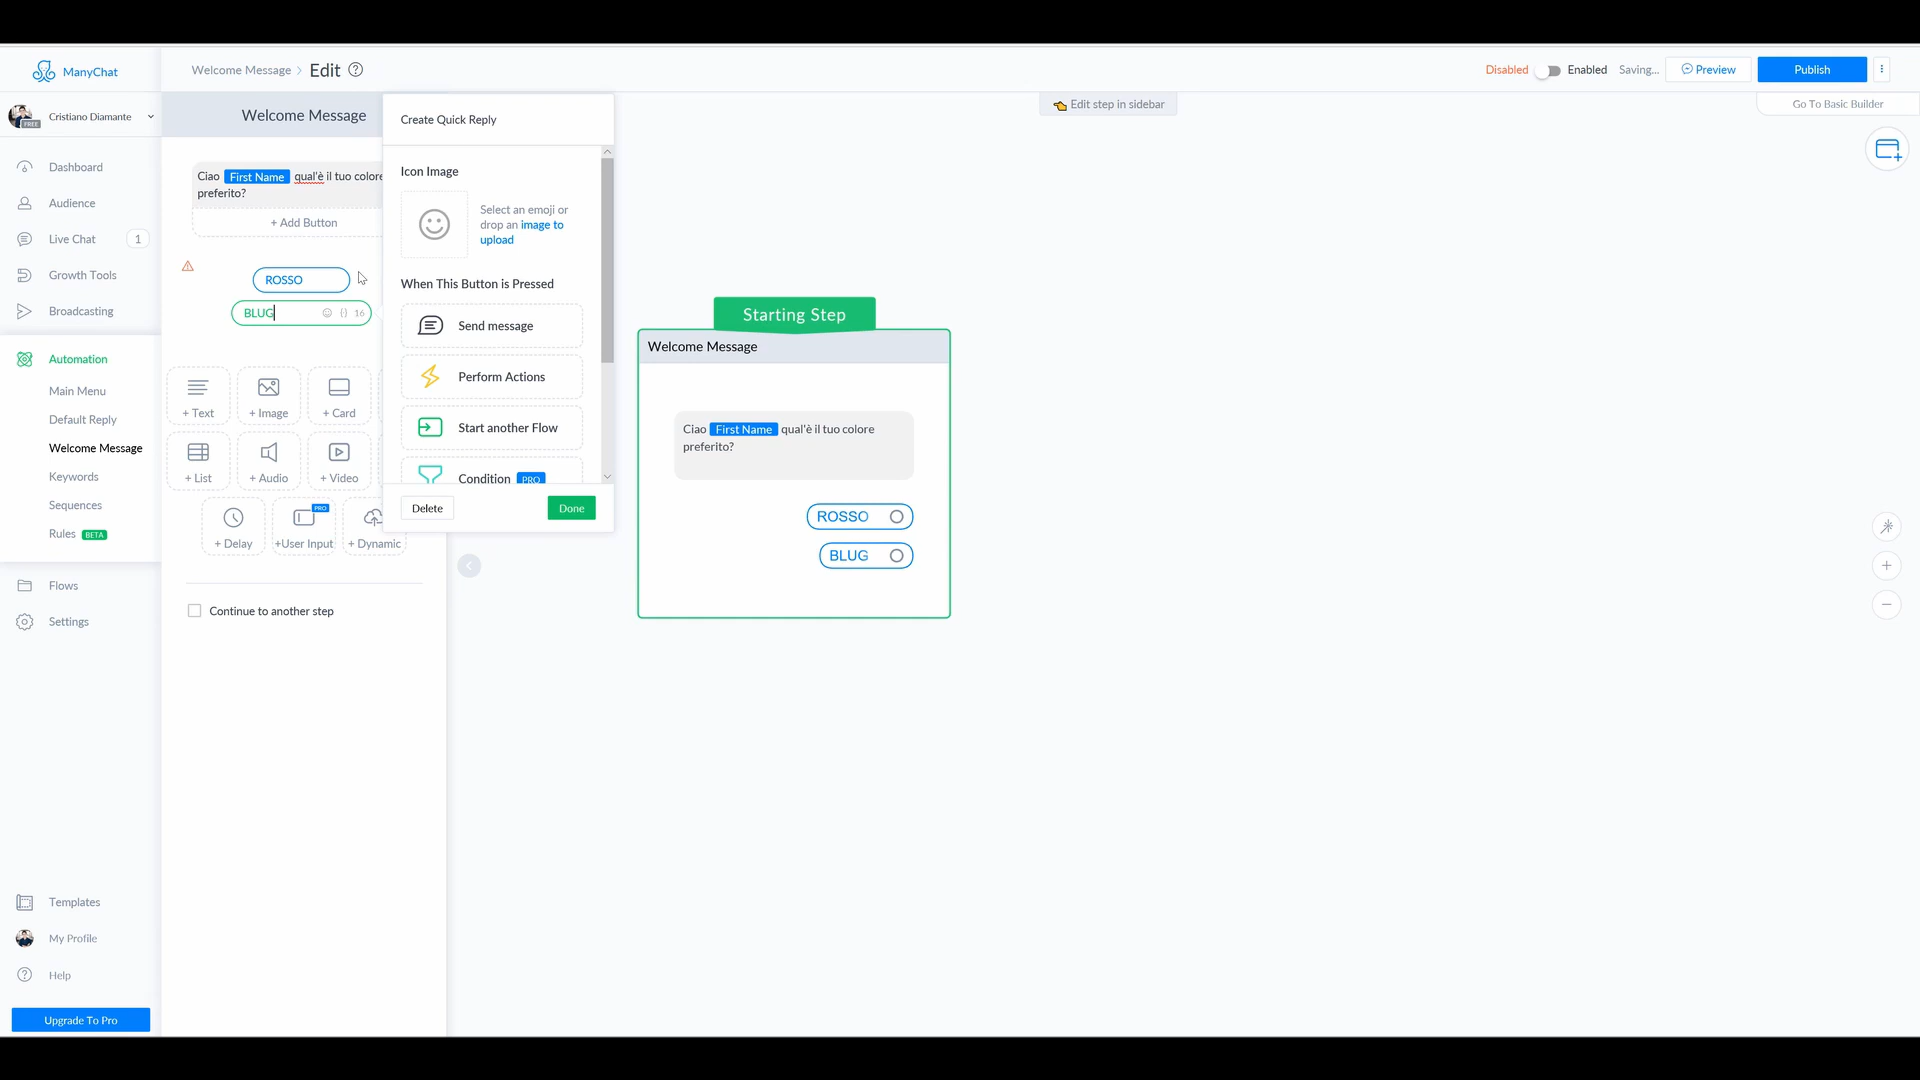 ManyChat
Welcome Message
Edit
Disabled
Enabled
Saving...
Preview
Publish
Edit step in sidebar
Go To Basic Builder
FREE
Cristiano Diamante
Dashboard
Audience
Live Chat
1
Growth Tools
Broadcasting
Automation
Main Menu
Default Reply
Welcome Message
Keywords
Sequences
Rules BETA
Flows
Settings
Templates
My Profile
Help
Upgrade To Pro
Welcome Message
Ciao First Name qual'è il tuo colore
preferito?
+ Add Button
ROSSO
BLUG
{} 16
+ Text
+ Image
+ Card
+ List
+ Audio
+ Video
+ Delay
PRO
+User Input
+ Dynamic
Continue to another step
Create Quick Reply
Icon Image
Select an emoji or
drop an image to
upload
When This Button is Pressed
Send message
Perform Actions
Start another Flow
Condition PRO
Delete
Done
Starting Step
Welcome Message
Ciao First Name qual'è il tuo colore
preferito?
ROSSO
BLUG